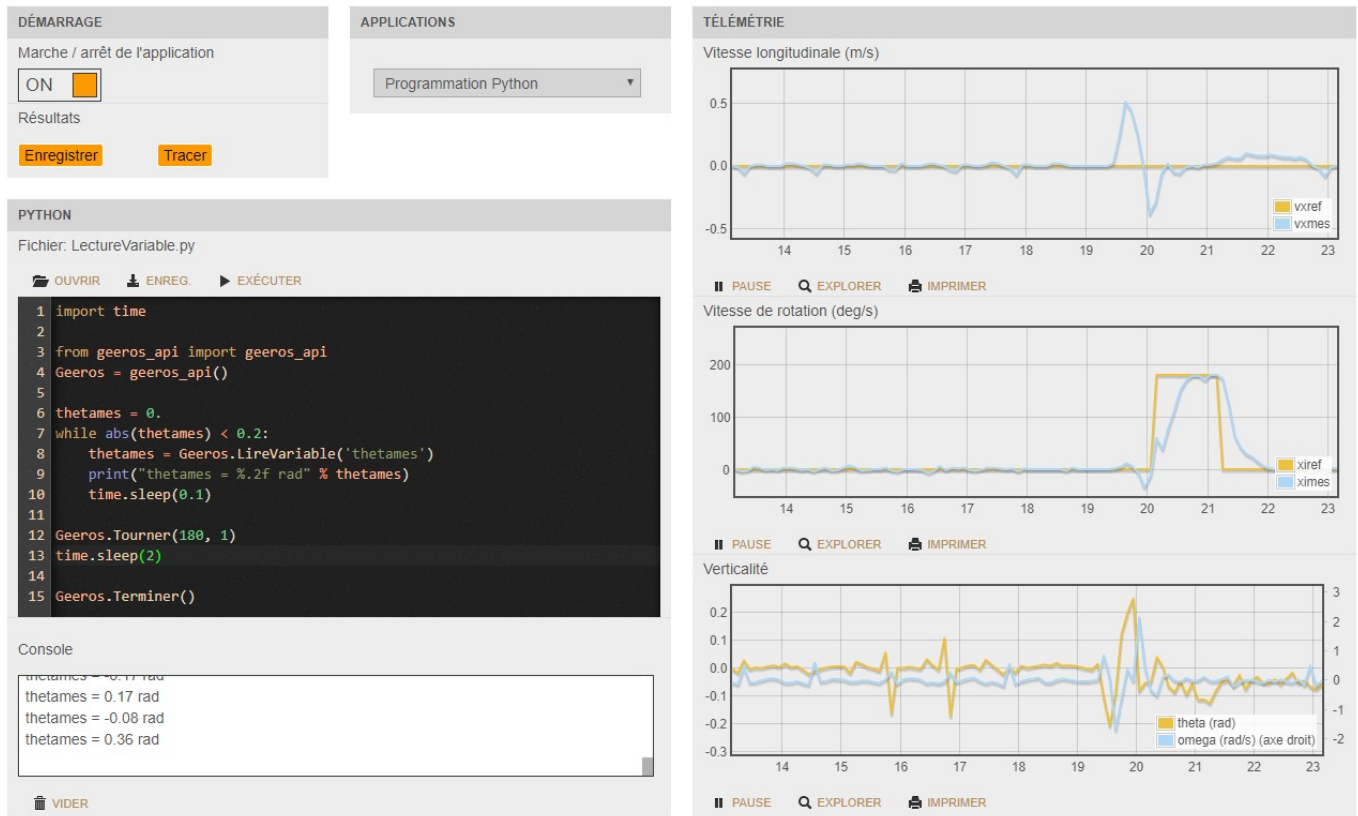 DÉMARRAGE
Marche / arrêt de l'application
ON
Résultats
Enregistrer Tracer
APPLICATIONS
Programmation Python
PYTHON
Fichier: LectureVariable.py
OUVRIR ENREG. EXÉCUTER
1 import time
2
3 from geeros_api import geeros_api
4 Geeros = geeros_api()
5
6 thetames = 0.
7 while abs(thetames) < 0.2:
8 thetames = Geeros.LireVariable('thetames')
9 print("thetames = %.2f rad" % thetames)
10 time.sleep(0.1)
11
12 Geeros.Tourner(180, 1)
13 time.sleep(2)
14
15 Geeros.Terminer()
Console
thetames = -0.17 rad
thetames = 0.17 rad
thetames = -0.08 rad
thetames = 0.36 rad
VIDER
TÉLÉMÉTRIE
Vitesse longitudinale (m/s)
0.5
0.0
-0.5
vxref
vxmes
14 15 16 17 18 19 20 21 22 23
PAUSE EXPLORER IMPRIMER
Vitesse de rotation (deg/s)
200
100
0
xiref
ximes
14 15 16 17 18 19 20 21 22 23
PAUSE EXPLORER IMPRIMER
Verticalité
0.2
0.1
0.0
-0.1
-0.2
-0.3
3
2
1
0
-1
-2
theta (rad)
omega (rad/s) (axe droit)
14 15 16 17 18 19 20 21 22 23
PAUSE EXPLORER IMPRIMER